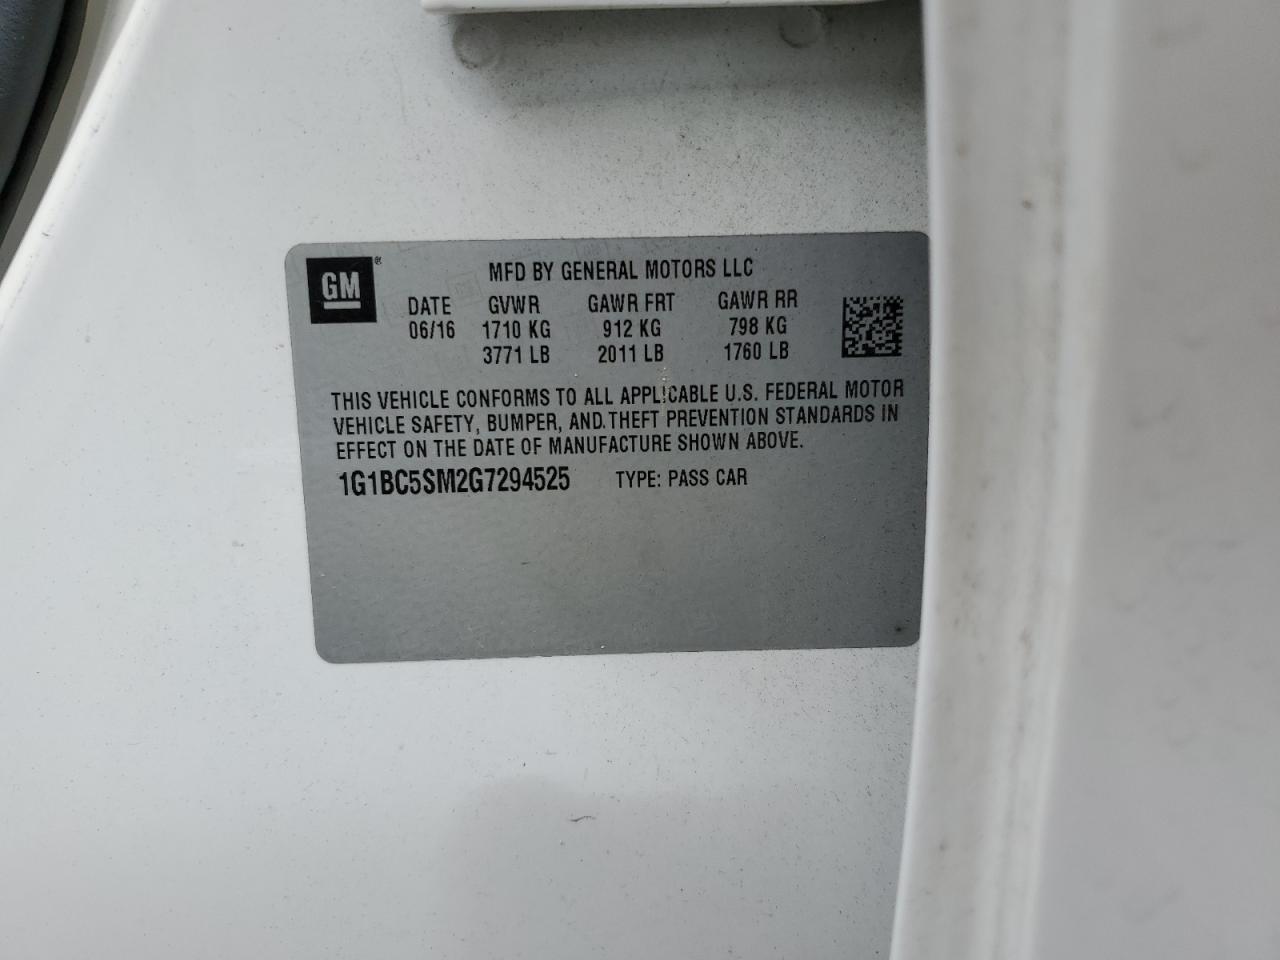 GM®
MFD BY GENERAL MOTORS LLC
DATE GVWR GAWR FRT GAWR RR
06/16 1710 KG 912 KG 798 KG
3771 LB 2011 LB 1760 LB
THIS VEHICLE CONFORMS TO ALL APPLICABLE U.S. FEDERAL MOTOR
VEHICLE SAFETY, BUMPER, AND THEFT PREVENTION STANDARDS IN
EFFECT ON THE DATE OF MANUFACTURE SHOWN ABOVE.
1G1BC5SM2G7294525 TYPE: PASS CAR